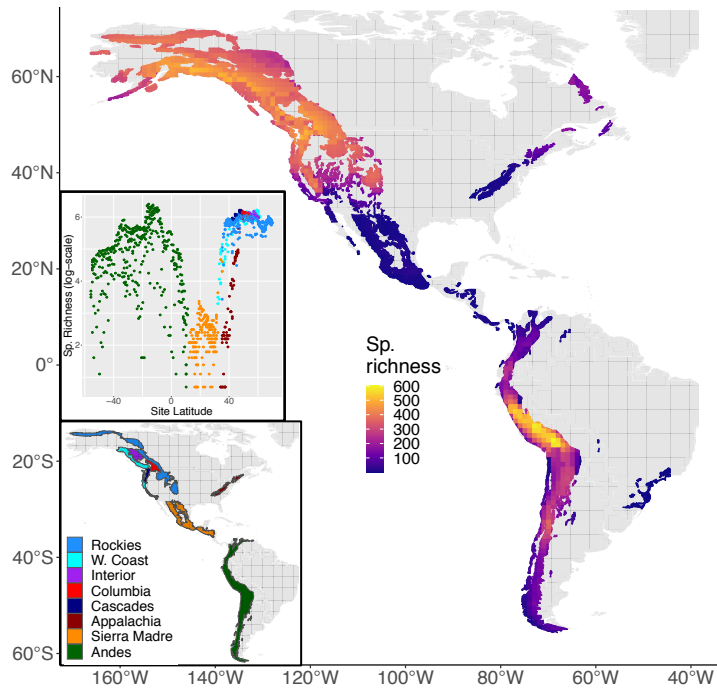 60°N
40°N
20°N
0°
20°S
40°S
60°S
160°W 140°W 120°W 100°W 80°W 60°W 40°W
Sp. Richness (log−scale)
6
4
2
−40 0 40
Site Latitude
Sp.
richness
600
500
400
300
200
100
Rockies
W. Coast
Interior
Columbia
Cascades
Appalachia
Sierra Madre
Andes